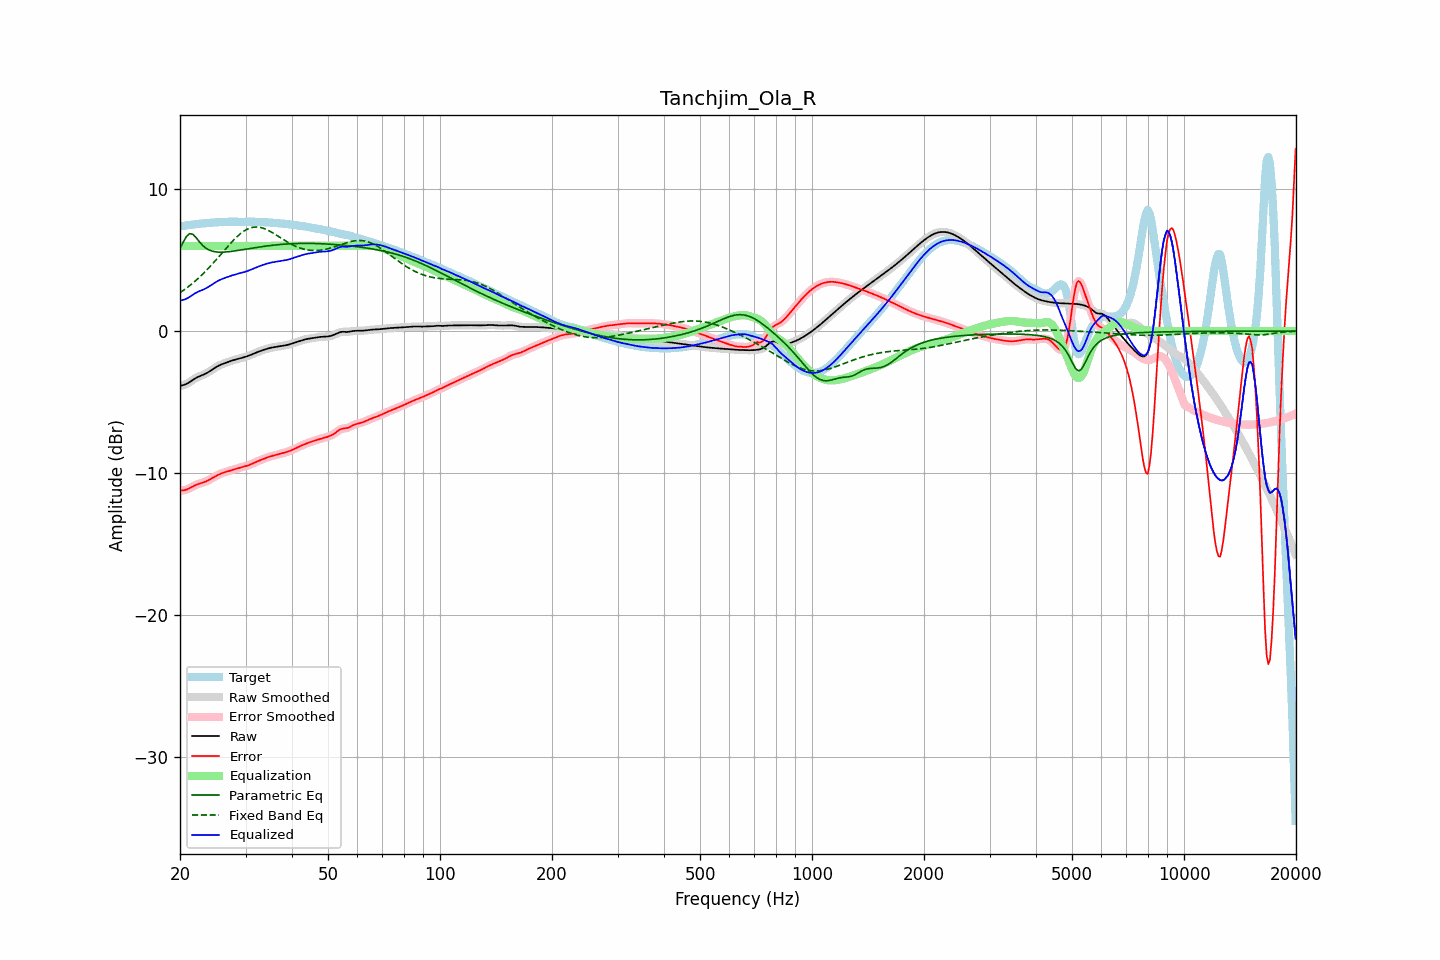 Tanchjim_Ola_R
Amplitude (dBr)
10
0
−10
−20
−30
Target
Raw Smoothed
Error Smoothed
Raw
Error
Equalization
Parametric Eq
Fixed Band Eq
Equalized
20 50 100 200 500 1000 2000 5000 10000 20000
Frequency (Hz)